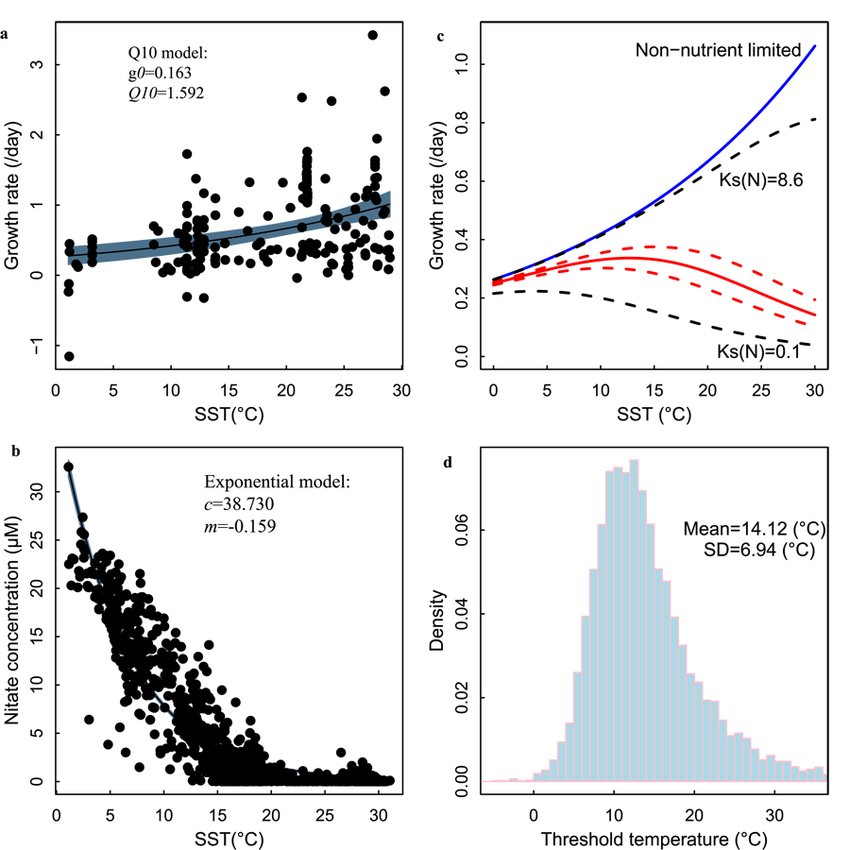 a
Q10 model:
g0=0.163
Q10=1.592
Growth rate (/day)
3
2
1
0
−1
0 5 10 15 20 25 30
SST(°C)
c
Non−nutrient limited
Ks(N)=8.6
Ks(N)=0.1
Growth rate (/day)
1.0
0.8
0.6
0.4
0.2
0.0
0 5 10 15 20 25 30
SST (°C)
b
Exponential model:
c=38.730
m=-0.159
Nitate concentration (µM)
30
25
20
15
10
5
0
0 5 10 15 20 25 30
SST(°C)
d
Mean=14.12 (°C)
SD=6.94 (°C)
Density
0.06
0.04
0.02
0.00
0 10 20 30
Threshold temperature (°C)